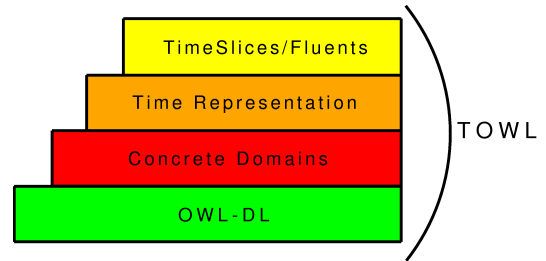 TimeSlices/Fluents
Time Representation
TOWL
Concrete Domains
OWL-DL